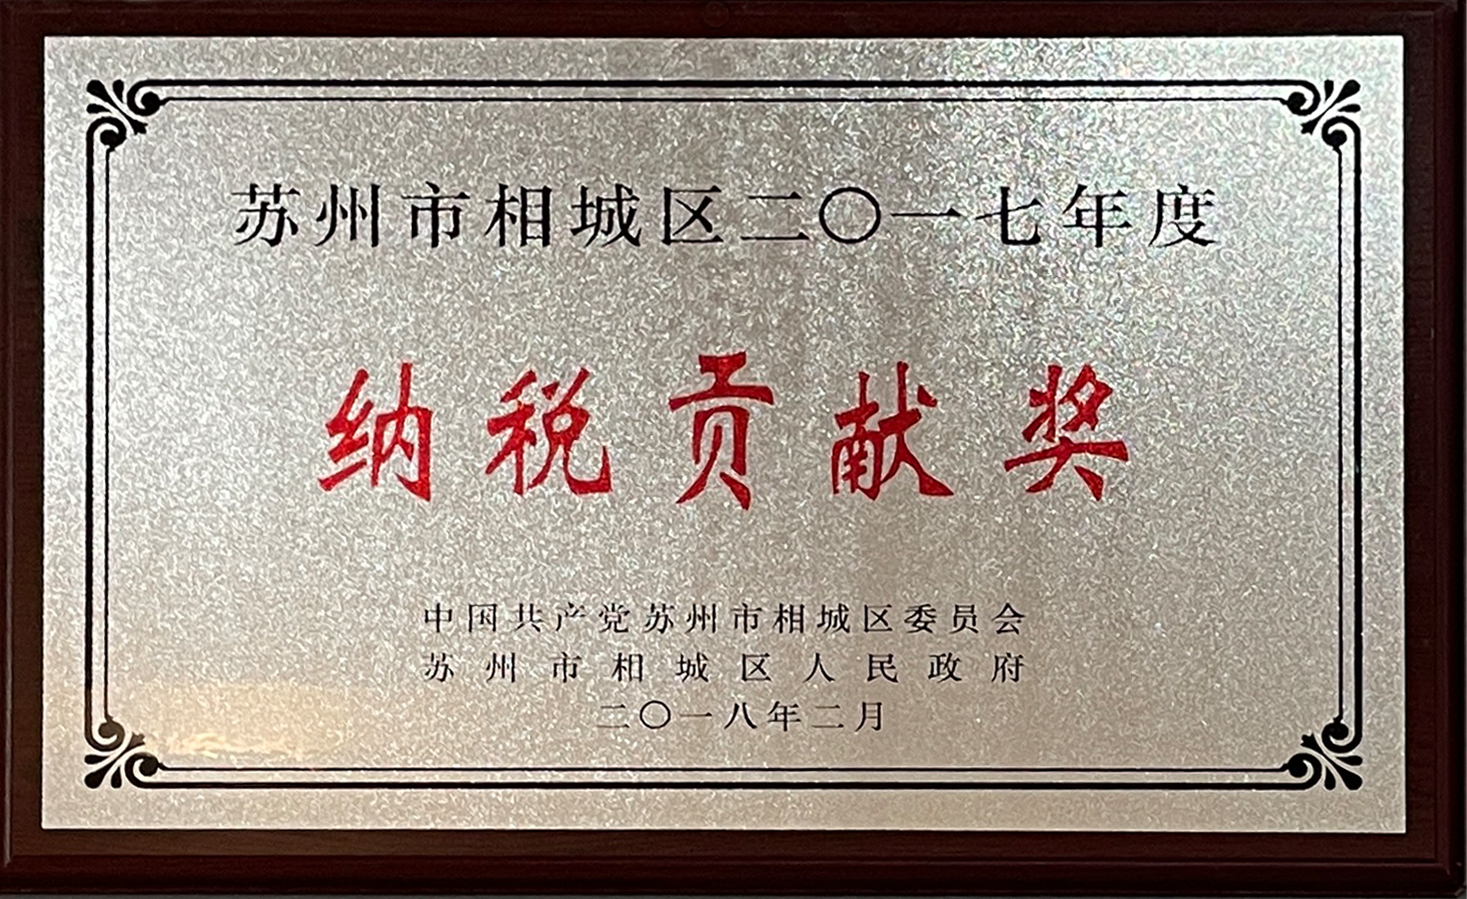 苏州市相城区二〇一七年度
纳税贡献奖
中国共产党苏州市相城区委员会
苏州市相城区人民政府
二〇一八年二月